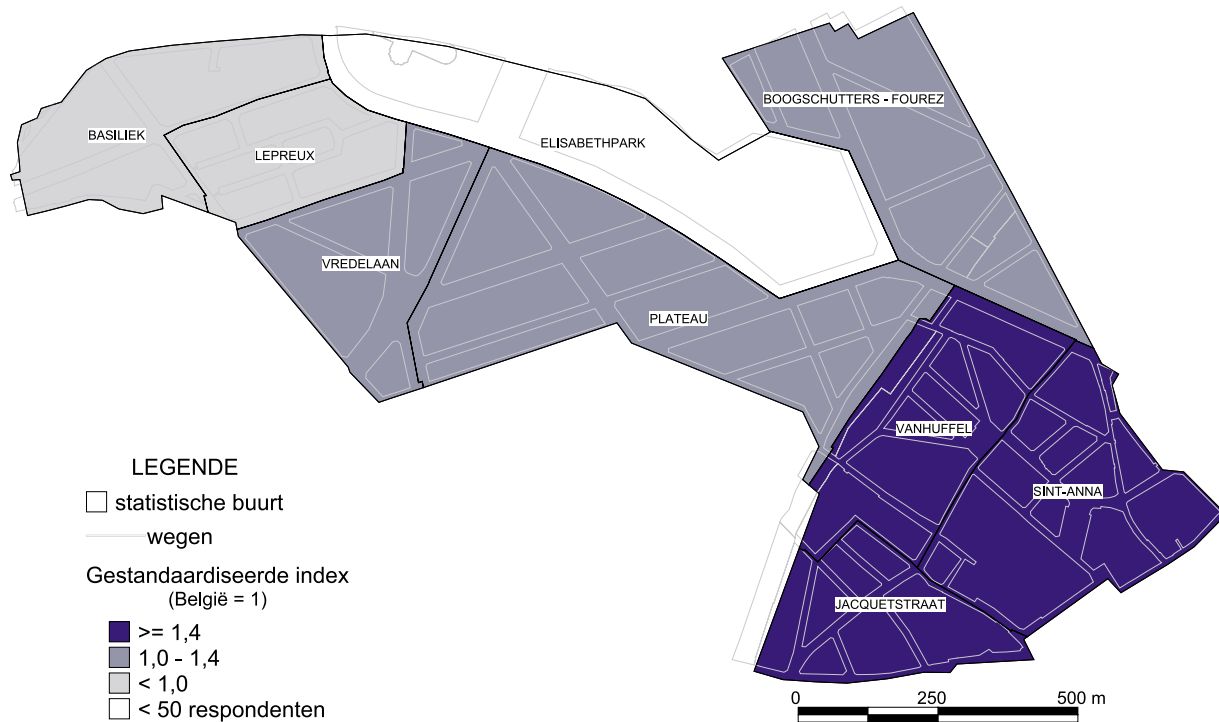 BOOGSCHUTTERS - FOUREZ
BASILIEK
ELISABETHPARK
LEPREUX
VREDELAAN
PLATEAU
VANHUFFEL
SINT-ANNA
JACQUETSTRAAT
LEGENDE
statistische buurt
wegen
Gestandaardiseerde index
(België = 1)
>= 1,4
1,0 - 1,4
< 1,0
< 50 respondenten
0 250 500 m